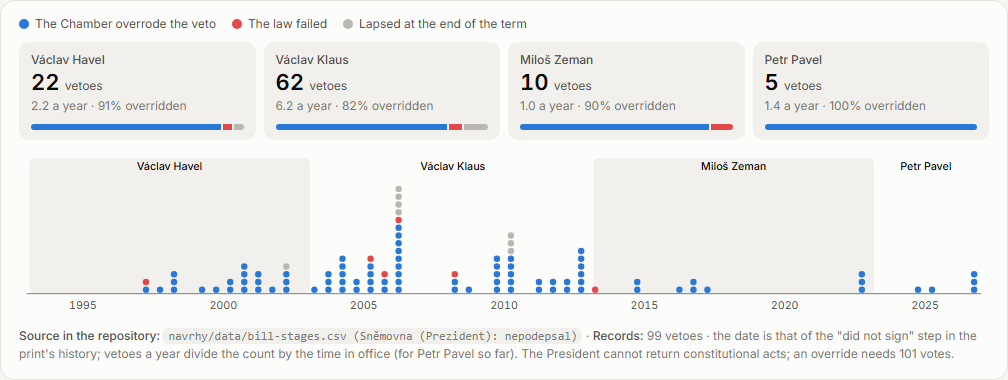 The Chamber overrode the veto The law failed Lapsed at the end of the term
Václav Havel
22 vetoes
2.2 a year · 91% overridden
Václav Klaus
62 vetoes
6.2 a year · 82% overridden
Miloš Zeman
10 vetoes
1.0 a year · 90% overridden
Petr Pavel
5 vetoes
1.4 a year · 100% overridden
Václav Havel Václav Klaus Miloš Zeman Petr Pavel
1995 2000 2005 2010 2015 2020 2025
Source in the repository: navrhy/data/bill-stages.csv (Sněmovna (Prezident): nepodepsal) · Records: 99 vetoes · the date is that of the "did not sign" step in the
print's history; vetoes a year divide the count by the time in office (for Petr Pavel so far). The President cannot return constitutional acts; an override needs 101 votes.